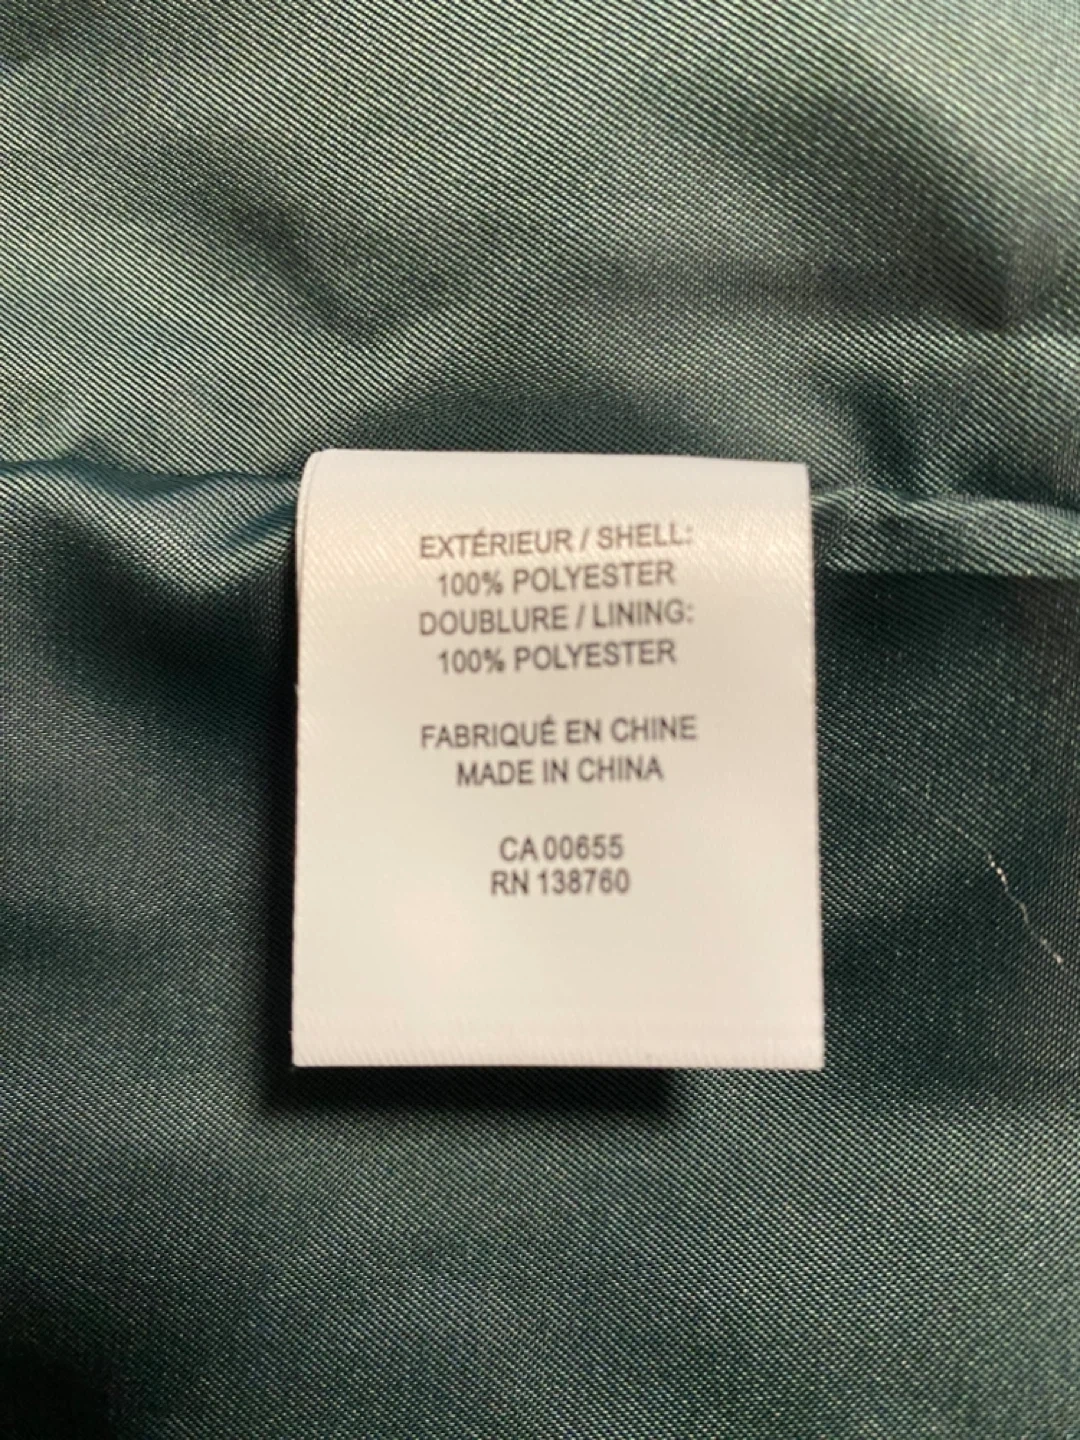 EXTÉRIEUR / SHELL:
100% POLYESTER
DOUBLURE / LINING:
100% POLYESTER
FABRIQUÉ EN CHINE
MADE IN CHINA
CA 00655
RN 138760